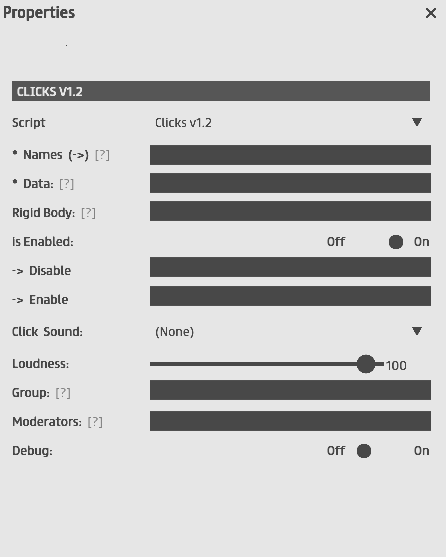 Properties
CLICKS V1.2
Script Clicks v1.2
* Names (->) [?]
* Data: [?]
Rigid Body: [?]
Is Enabled: Off On
-> Disable
-> Enable
Click Sound: (None)
Loudness: 100
Group: [?]
Moderators: [?]
Debug: Off On